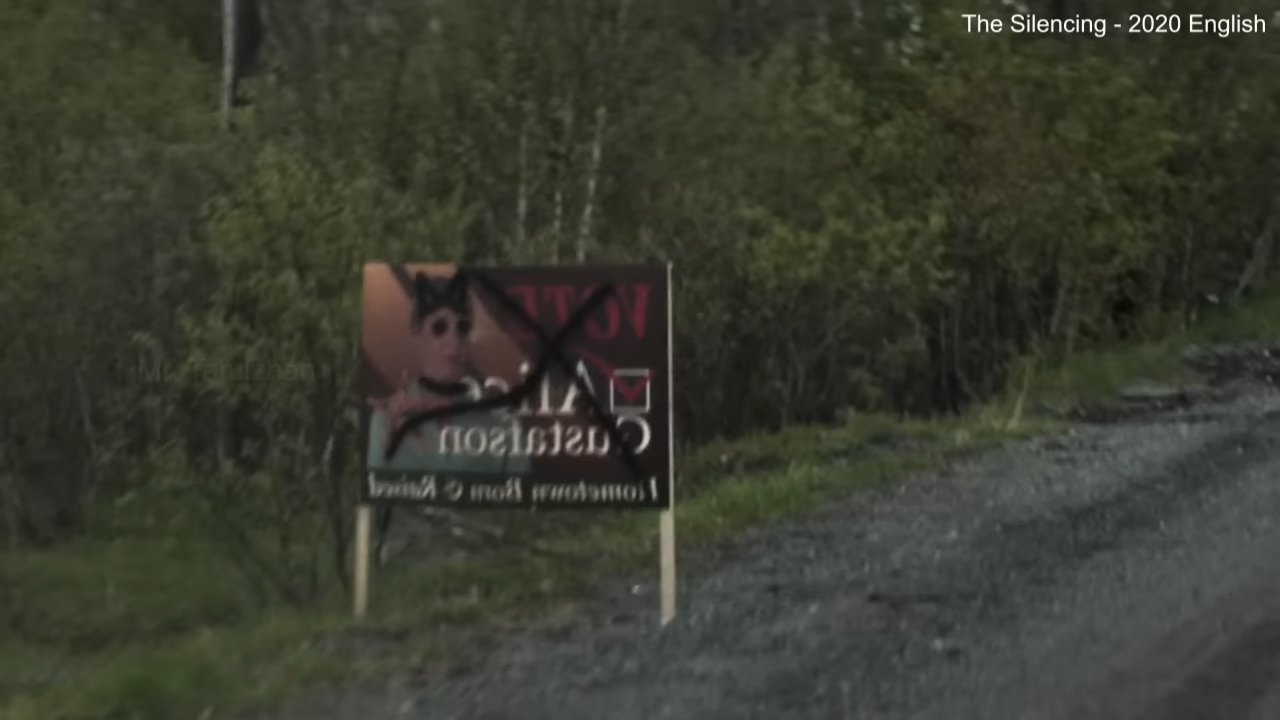 The Silencing - 2020 English
VOTE
Alice
Gustafson
Hometown Born & Raised